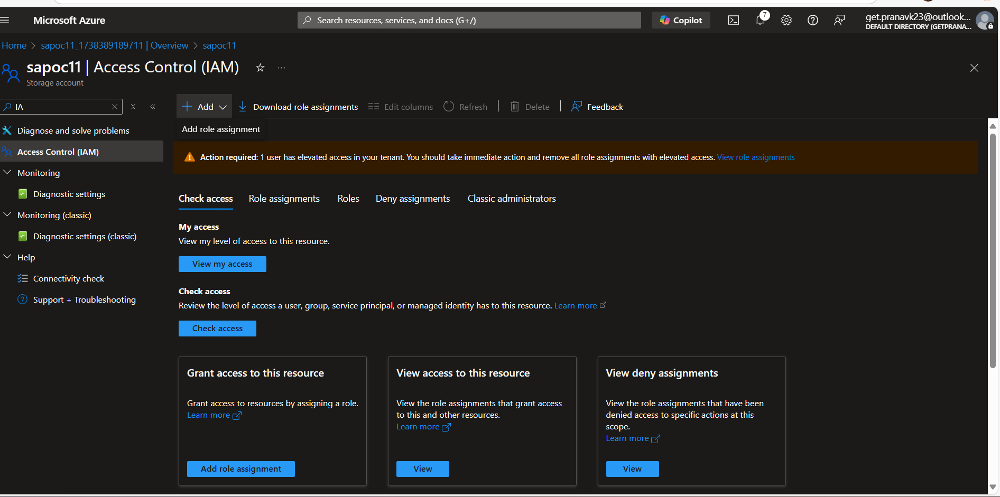 Microsoft Azure
Search resources, services, and docs (G+/)
Copilot
7
get.pranavk23@outlook...
DEFAULT DIRECTORY (GETPRANA...
Home > sapoc11_1738389189711 | Overview > sapoc11
sapoc11 | Access Control (IAM)
Storage account
IA
Add
Download role assignments
Edit columns
Refresh
Delete
Feedback
Add role assignment
Diagnose and solve problems
Access Control (IAM)
Monitoring
Diagnostic settings
Monitoring (classic)
Diagnostic settings (classic)
Help
Connectivity check
Support + Troubleshooting
Action required: 1 user has elevated access in your tenant. You should take immediate action and remove all role assignments with elevated access. View role assignments
Check access
Role assignments
Roles
Deny assignments
Classic administrators
My access
View my level of access to this resource.
View my access
Check access
Review the level of access a user, group, service principal, or managed identity has to this resource. Learn more
Check access
Grant access to this resource
Grant access to resources by assigning a role.
Learn more
Add role assignment
View access to this resource
View the role assignments that grant access
to this and other resources.
Learn more
View
View deny assignments
View the role assignments that have been
denied access to specific actions at this
scope.
Learn more
View